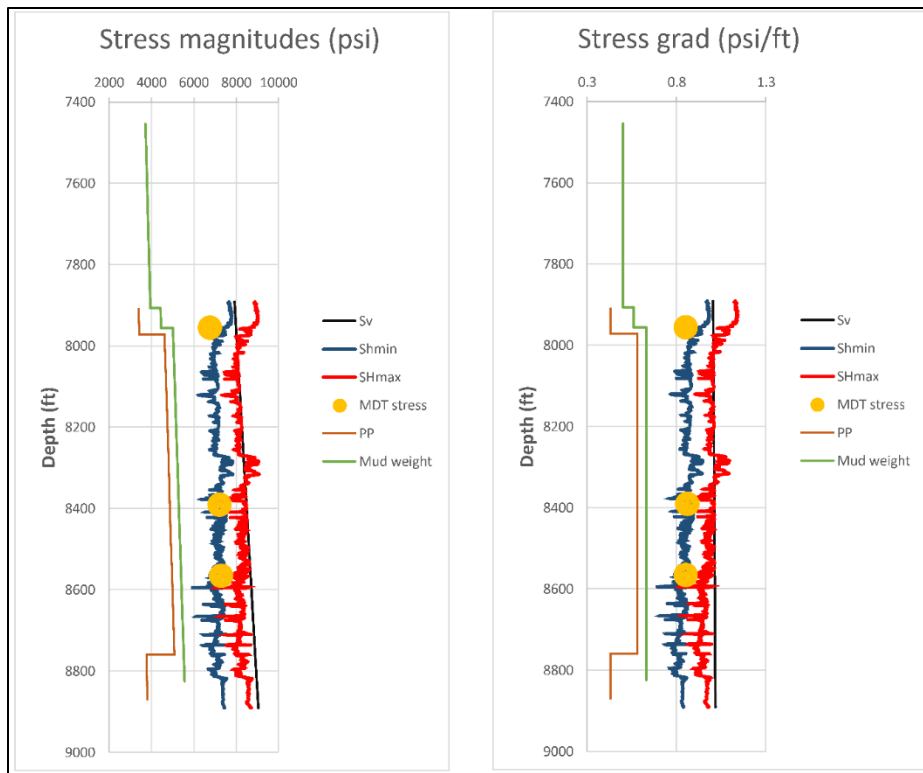 Stress magnitudes (psi)
2000 4000 6000 8000 10000
7400
7600
7800
8000
8200
8400
8600
8800
9000
Depth (ft)
Sv
Shmin
SHmax
MDT stress
PP
Mud weight
Stress grad (psi/ft)
0.3 0.8 1.3
7400
7600
7800
8000
8200
8400
8600
8800
9000
Depth (ft)
Sv
Shmin
SHmax
MDT stress
PP
Mud weight